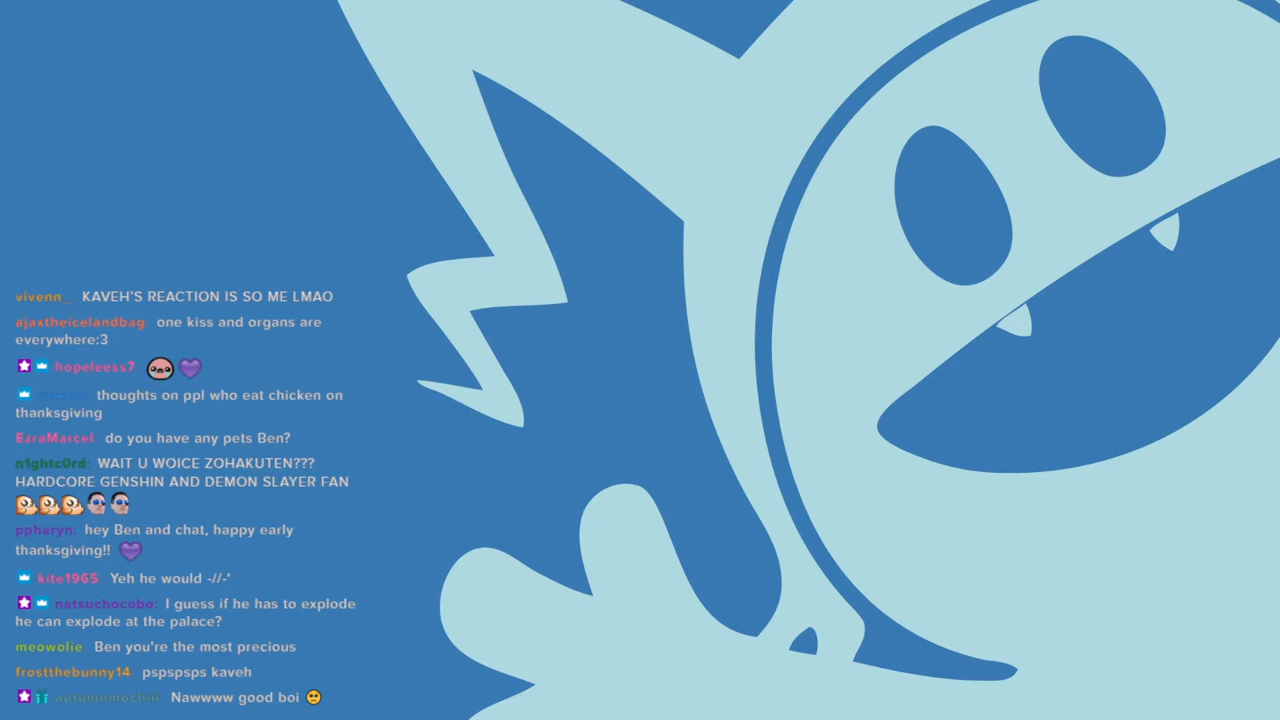 vivenn_ KAVEH'S REACTION IS SO ME LMAO
ajaxtheicelandbag one kiss and organs are
everywhere:3
hopeleess7
thoughts on ppl who eat chicken on
thanksgiving
EzraMarcel do you have any pets Ben?
n1ghtc0rd: WAIT U WOICE ZOHAKUTEN???
HARDCORE GENSHIN AND DEMON SLAYER FAN
ppharyn: hey Ben and chat, happy early
thanksgiving!!
kite1965 Yeh he would -//-'
natsuchocobo: I guess if he has to explode
he can explode at the palace?
meowolie Ben you're the most precious
frostthebunny14 pspspsps kaveh
Nawwww good boi